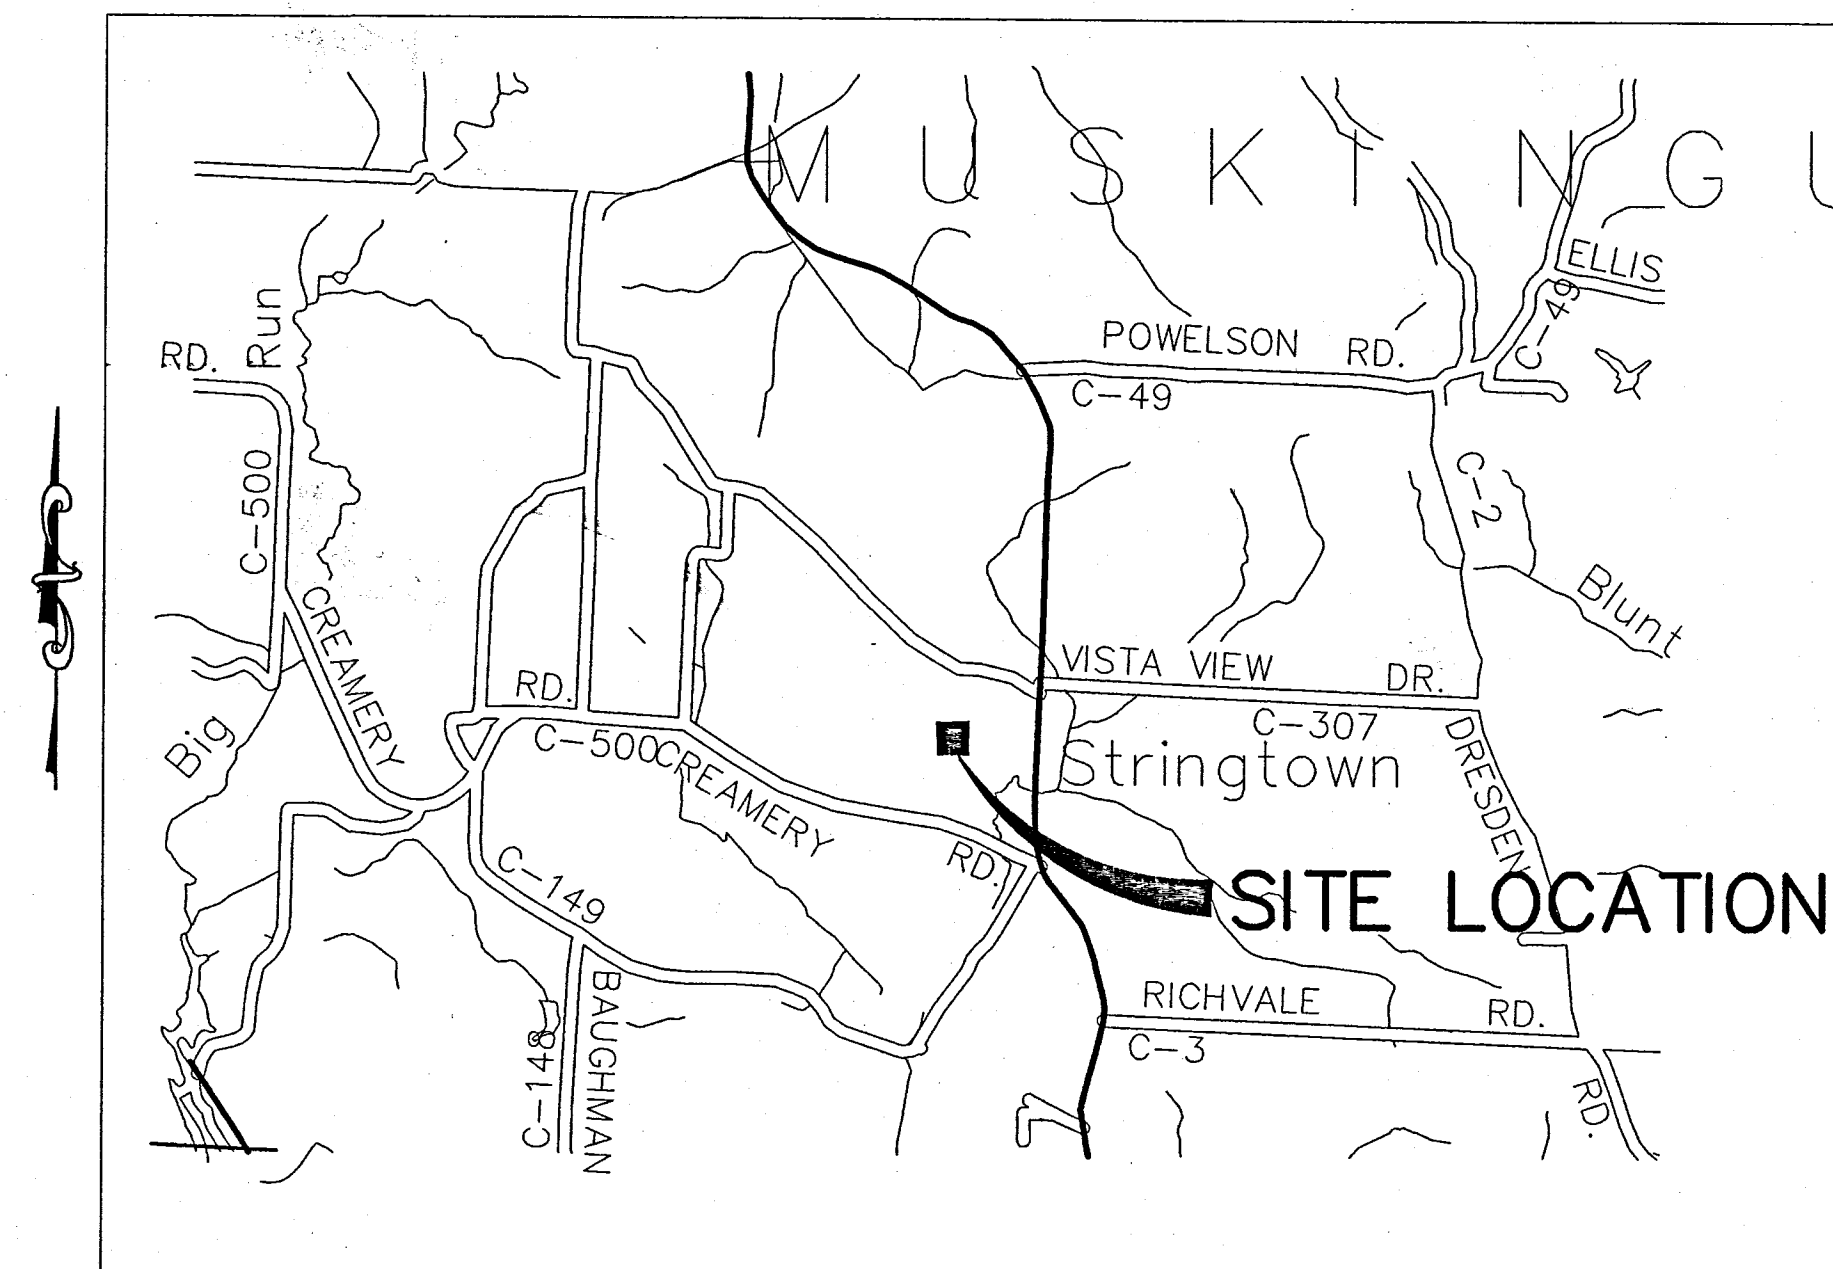 MUSKINGU
ELLIS
C-49
POWELSON RD.
C-49
Run
RD.
C-500
C-2
Blunt
CREAMERY
VISTA VIEW DR.
C-307
RD.
C-500
CREAMERY
RD.
Big
Stringtown
DRESDEN
SITE LOCATION
C-149
BAUGHMAN
C-148
RICHVALE RD.
C-3
RD.